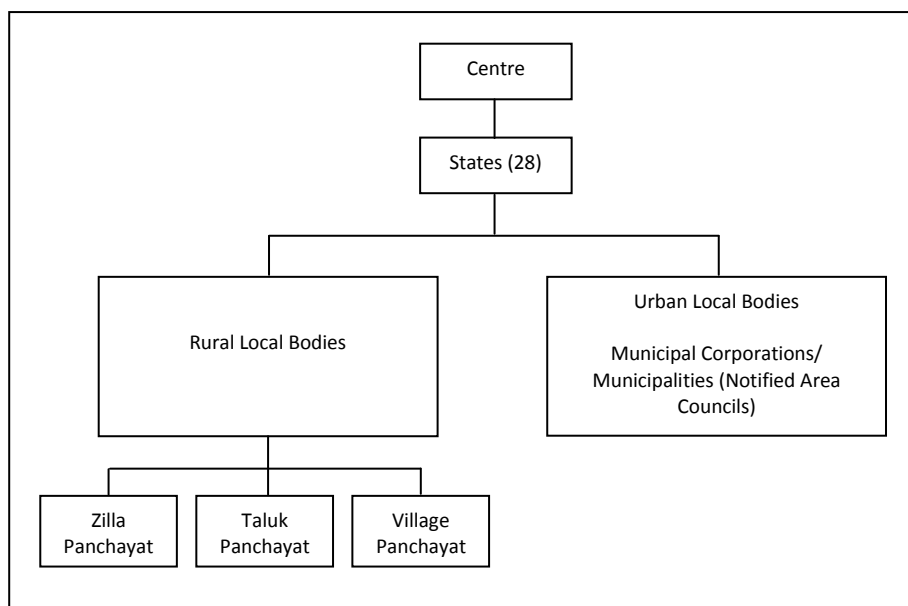 Centre
States (28)
Rural Local Bodies
Urban Local Bodies
Municipal Corporations/
Municipalities (Notified Area
Councils)
Zilla
Panchayat
Taluk
Panchayat
Village
Panchayat